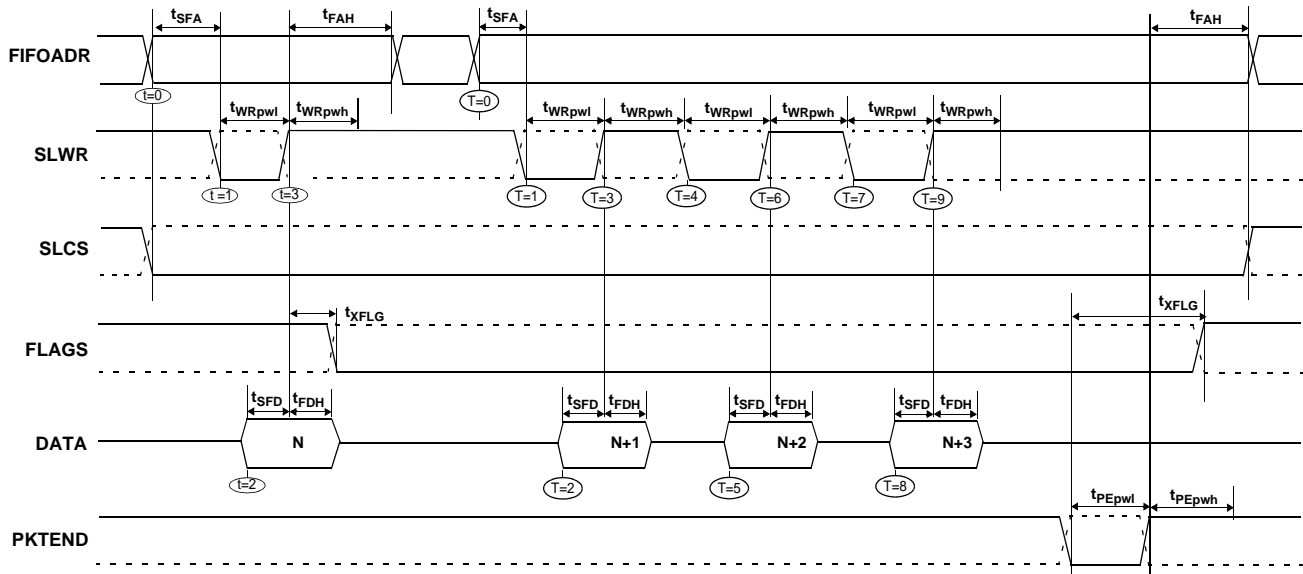 tSFA tFAH tSFA tFAH
FIFOADR
t=0 T=0
tWRpwl tWRpwh tWRpwl tWRpwh tWRpwl tWRpwh tWRpwl tWRpwh
SLWR
t=1 t=3 T=1 T=3 T=4 T=6 T=7 T=9
SLCS
tXFLG tXFLG
FLAGS
tSFD tFDH tSFD tFDH tSFD tFDH tSFD tFDH
DATA N N+1 N+2 N+3
t=2 T=2 T=5 T=8
tPEpwl tPEpwh
PKTEND